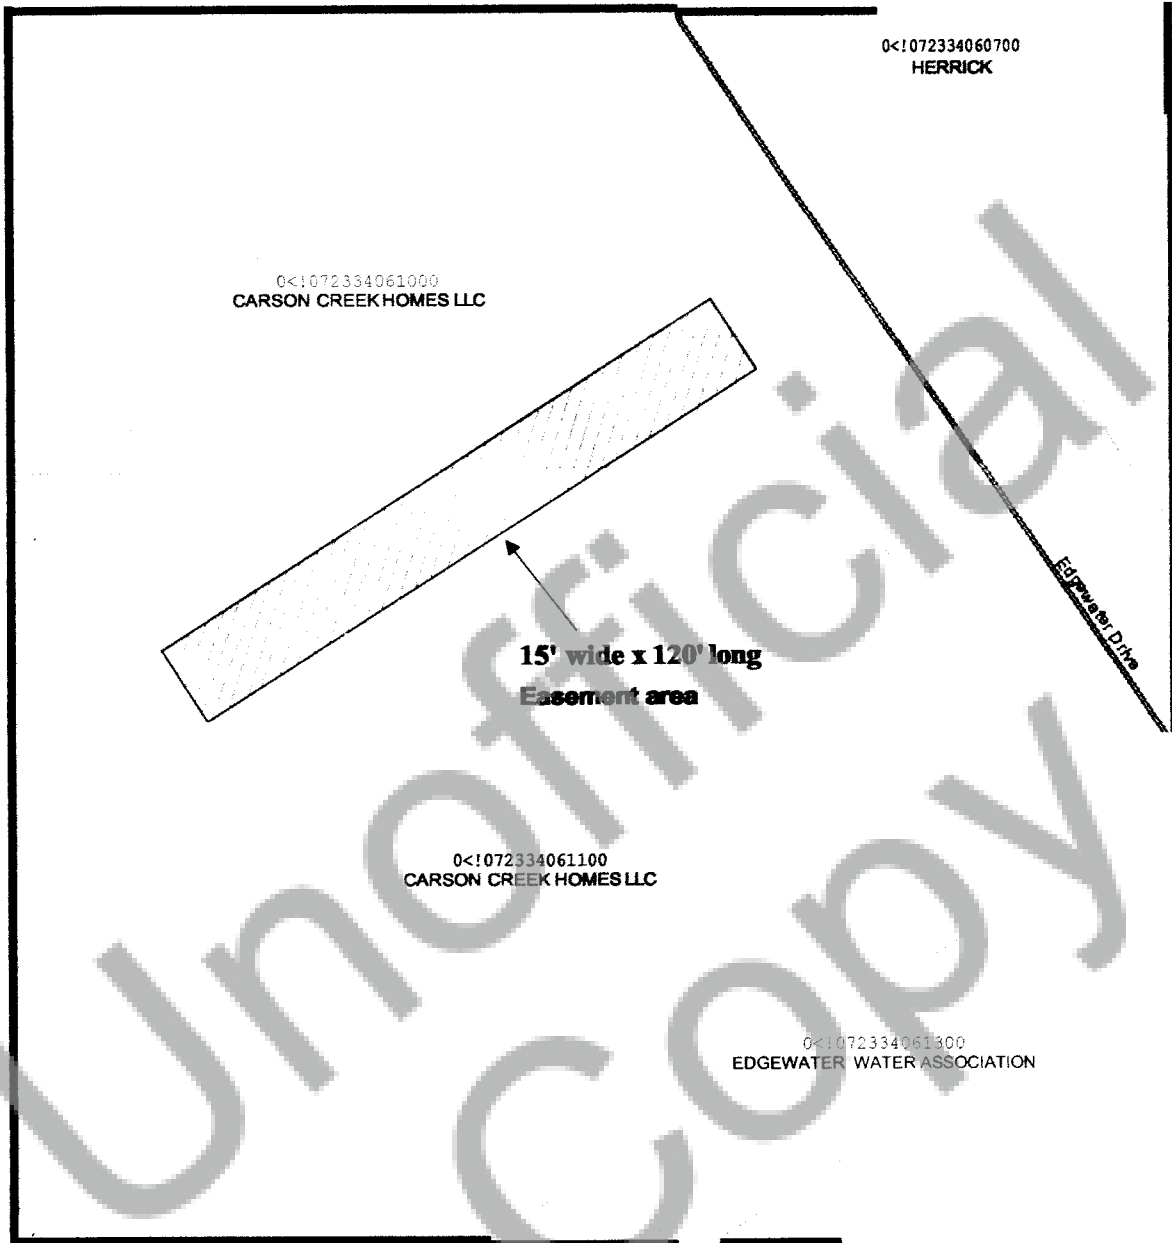 0<!072334060700
HERRICK
0<!072334061000
CARSON CREEK HOMES LLC
Edgewater Drive
15' wide x 120' long
Easement area
0<!072334061100
CARSON CREEK HOMES LLC
0<!072334061300
EDGEWATER WATER ASSOCIATION
Unofficial
Copy